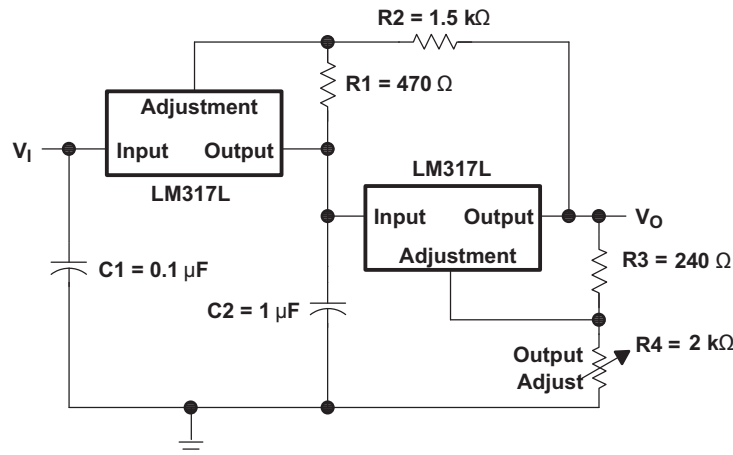 R2 = 1.5 kΩ
R1 = 470 Ω
Adjustment
VI
Input
Output
LM317L
LM317L
Input
Output
VO
Adjustment
R3 = 240 Ω
C1 = 0.1 µF
C2 = 1 µF
Output
Adjust
R4 = 2 kΩ